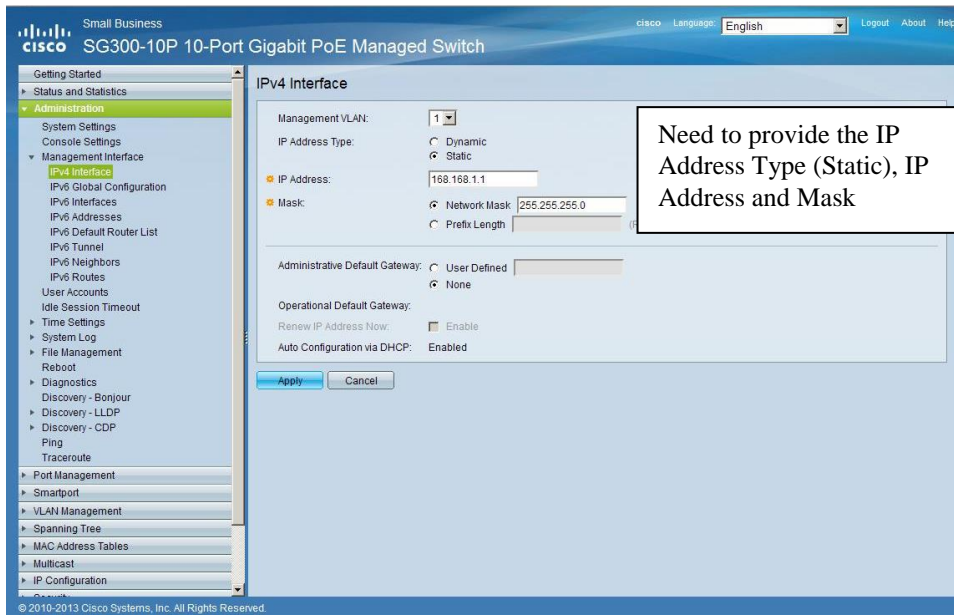 Small Business
cisco SG300-10P 10-Port Gigabit PoE Managed Switch
cisco Language: English Logout About Help
Getting Started
Status and Statistics
Administration
System Settings
Console Settings
Management Interface
IPv4 Interface
IPv6 Global Configuration
IPv6 Interfaces
IPv6 Addresses
IPv6 Default Router List
IPv6 Tunnel
IPv6 Neighbors
IPv6 Routes
User Accounts
Idle Session Timeout
Time Settings
System Log
File Management
Reboot
Diagnostics
Discovery - Bonjour
Discovery - LLDP
Discovery - CDP
Ping
Traceroute
Port Management
Smartport
VLAN Management
Spanning Tree
MAC Address Tables
Multicast
IP Configuration
IPv4 Interface
Management VLAN: 1
IP Address Type: Dynamic
Static
IP Address: 168.168.1.1
Mask: Network Mask 255.255.255.0
Prefix Length
Administrative Default Gateway: User Defined
None
Operational Default Gateway:
Renew IP Address Now: Enable
Auto Configuration via DHCP: Enabled
Apply Cancel
Need to provide the IP
Address Type (Static), IP
Address and Mask
© 2010-2013 Cisco Systems, Inc. All Rights Reserved.